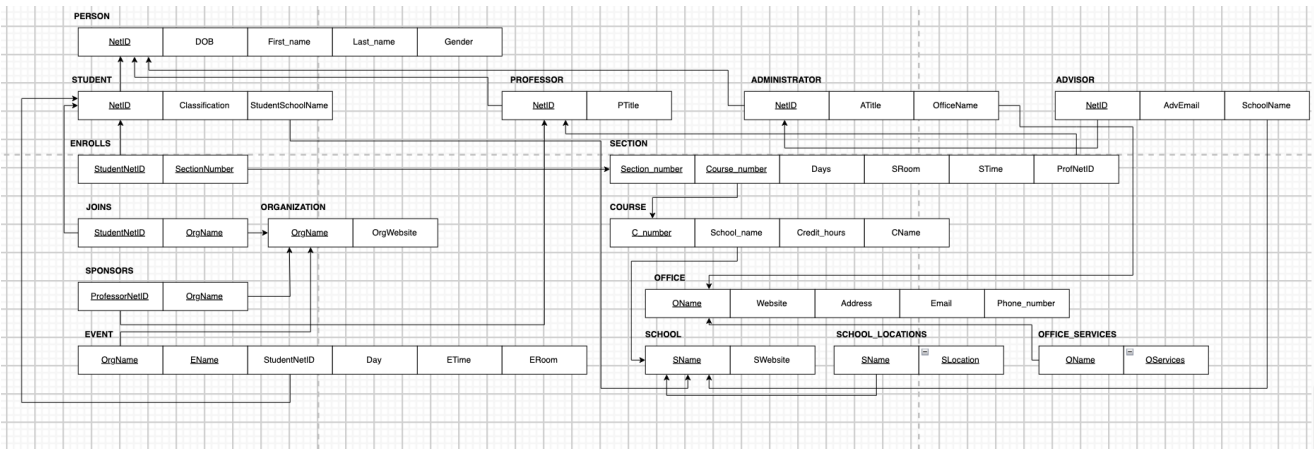 PERSON
NetID DOB First_name Last_name Gender
STUDENT PROFESSOR ADMINISTRATOR ADVISOR
NetID Classification StudentSchoolName NetID PTitle NetID ATitle OfficeName NetID AdvEmail SchoolName
ENROLLS SECTION
StudentNetID SectionNumber Section_number Course_number Days SRoom STime ProfNetID
JOINS ORGANIZATION COURSE
StudentNetID OrgName OrgName OrgWebsite C_number School_name Credit_hours CName
SPONSORS OFFICE
ProfessorNetID OrgName OName Website Address Email Phone_number
EVENT SCHOOL SCHOOL_LOCATIONS OFFICE_SERVICES
OrgName EName StudentNetID Day ETime ERoom SName SWebsite SName SLocation OName OServices